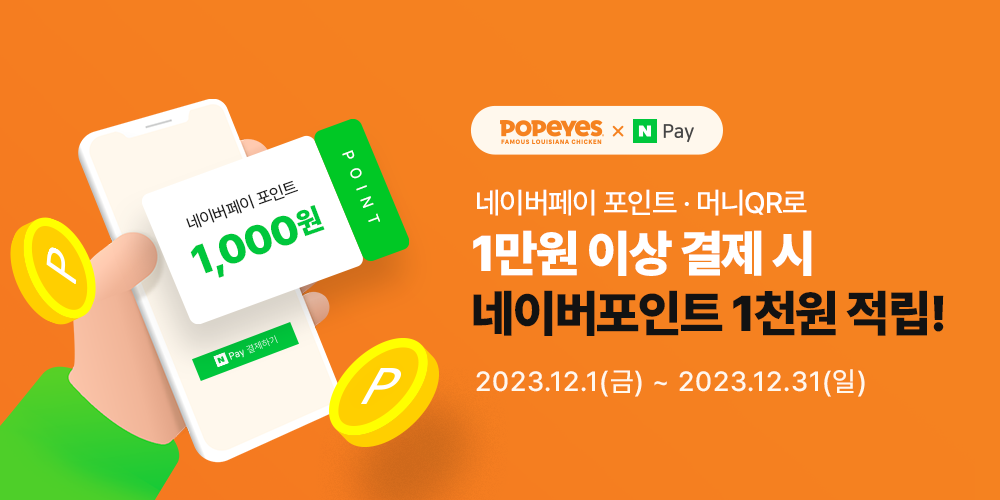 POPEYES × N Pay
FAMOUS LOUISIANA CHICKEN
네이버페이 포인트 · 머니QR로
1만원 이상 결제 시
네이버포인트 1천원 적립!
2023.12.1(금) ~ 2023.12.31(일)
네이버페이 포인트
1,000원
POINT
N Pay 결제하기
P
P